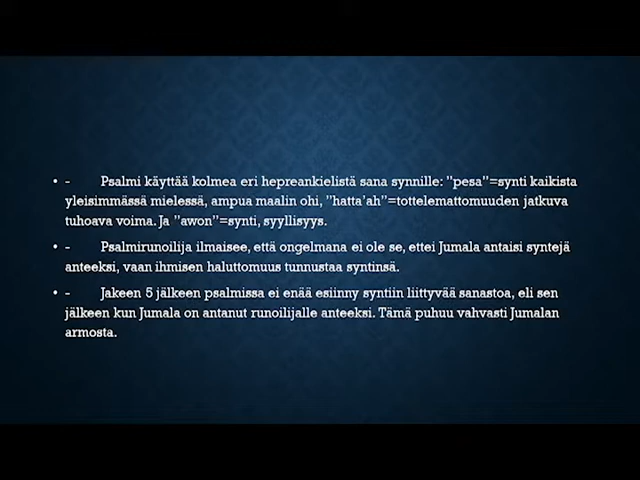 • - Psalmi käyttää kolmea eri hepreankielistä sana synnille: "pesa"=synti kaikista
yleisimmässä mielessä, ampua maalin ohi, "hatta'ah"=tottelemattomuuden jatkuva
tuhoava voima. Ja "awon"=synti, syyllisyys.
• - Psalmirunoilija ilmaisee, että ongelmana ei ole se, ettei Jumala antaisi syntejä
anteeksi, vaan ihmisen haluttomuus tunnustaa syntinsä.
• - Jakeen 5 jälkeen psalmissa ei enää esiinny syntiin liittyvää sanastoa, eli sen
jälkeen kun Jumala on antanut runoilijalle anteeksi. Tämä puhuu vahvasti Jumalan
armosta.